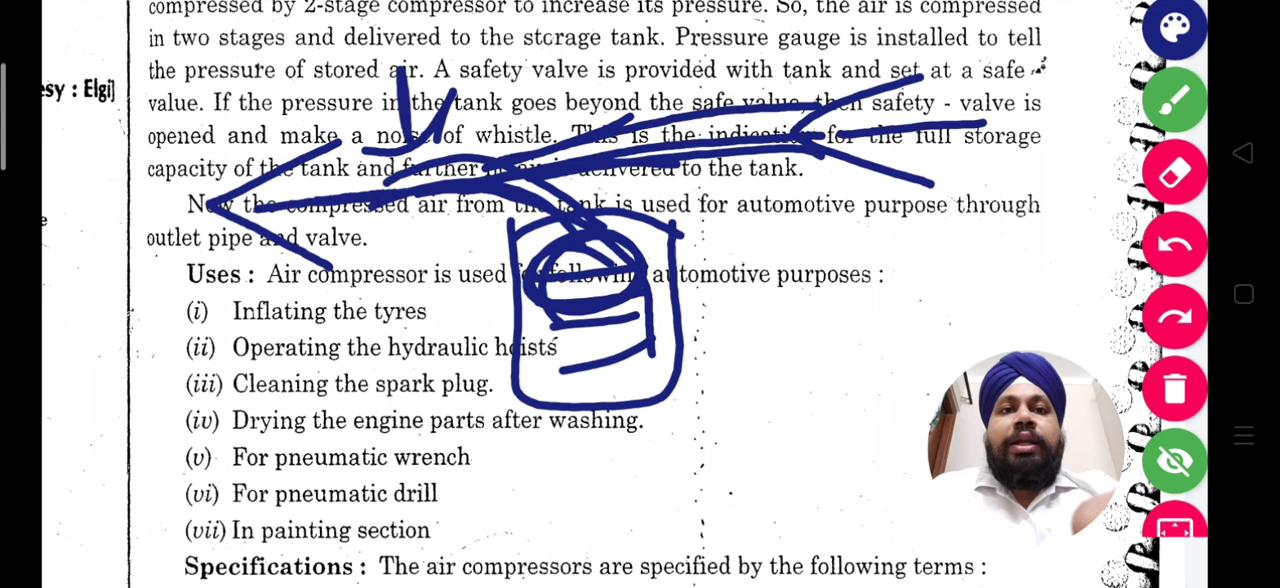 compressed by 2-stage compressor to increase its pressure. So, the air is compressed
in two stages and delivered to the storage tank. Pressure gauge is installed to tell
the pressure of stored air. A safety valve is provided with tank and set at a safe
esy : Elgi]
value. If the pressure in the tank goes beyond the safe value, then safety - valve is
opened and make a noise of whistle. This is the indication for the full storage
capacity of the tank and further delivered to the tank.
Now the compressed air from the tank is used for automotive purpose through
e
outlet pipe and valve.
Uses : Air compressor is used for following automotive purposes :
(i) Inflating the tyres
(ii) Operating the hydraulic hoists
(iii) Cleaning the spark plug.
(iv) Drying the engine parts after washing.
(v) For pneumatic wrench
(vi) For pneumatic drill
(vii) In painting section
Specifications : The air compressors are specified by the following terms :